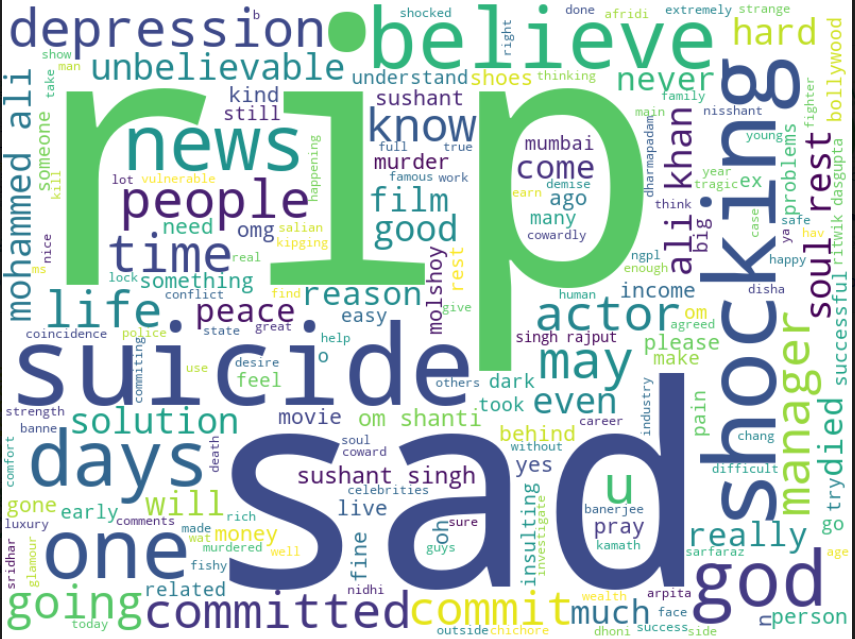 b
shocked
done
afridi
extremely
strange
depression
believe
hard
right
bollywood
show
man
take
unbelievable
understand
shoes
thinking
never
family
mohammed ali
kind
still
sushant
know
news
rip
shocking
someone
kill
full
true
murder
mumbai
come
main
nisshant
young
fighter
dharmapadam
ali khan
problems
soul rest
lot
vulnerable
happening
people
famous
work
film
good
demise
ago
earn
many
cowardly
year
tragic
ex
think
big
case
safe
ya
hav
ritwik dasgupta
nice
need
omg
salian
kipging
time
real
ms
lock
something
conflict
find
reason
molshoy
rest
give
ngpl
enough
human
income
happy
disha
successful
life
peace
easy
actor
om
agreed
coincidence
police
state
great
help
o
singh rajput
please
make
suicide
commiting
use
desire
feel
others
dark
may
manager
strength
banne
solution
movie
om shanti
took
even
industry
pain
career
behind
without
chang
difficult
died
try
comfort
days
death
soul
coward
sushant singh
celebrities
yes
sad
u
banerjee
pray
kamath
gone
early
will
rich
live
oh
sure
guys
insulting
investigate
luxury
comments
made
wat
money
murdered
well
fine
really
sarfaraz
go
age
sridhar
glamour
one
fishy
related
nidhi
wealth
arpita
god
going
today
committed
commit
much
face
n
person
outside
chichore
dhoni
success
side